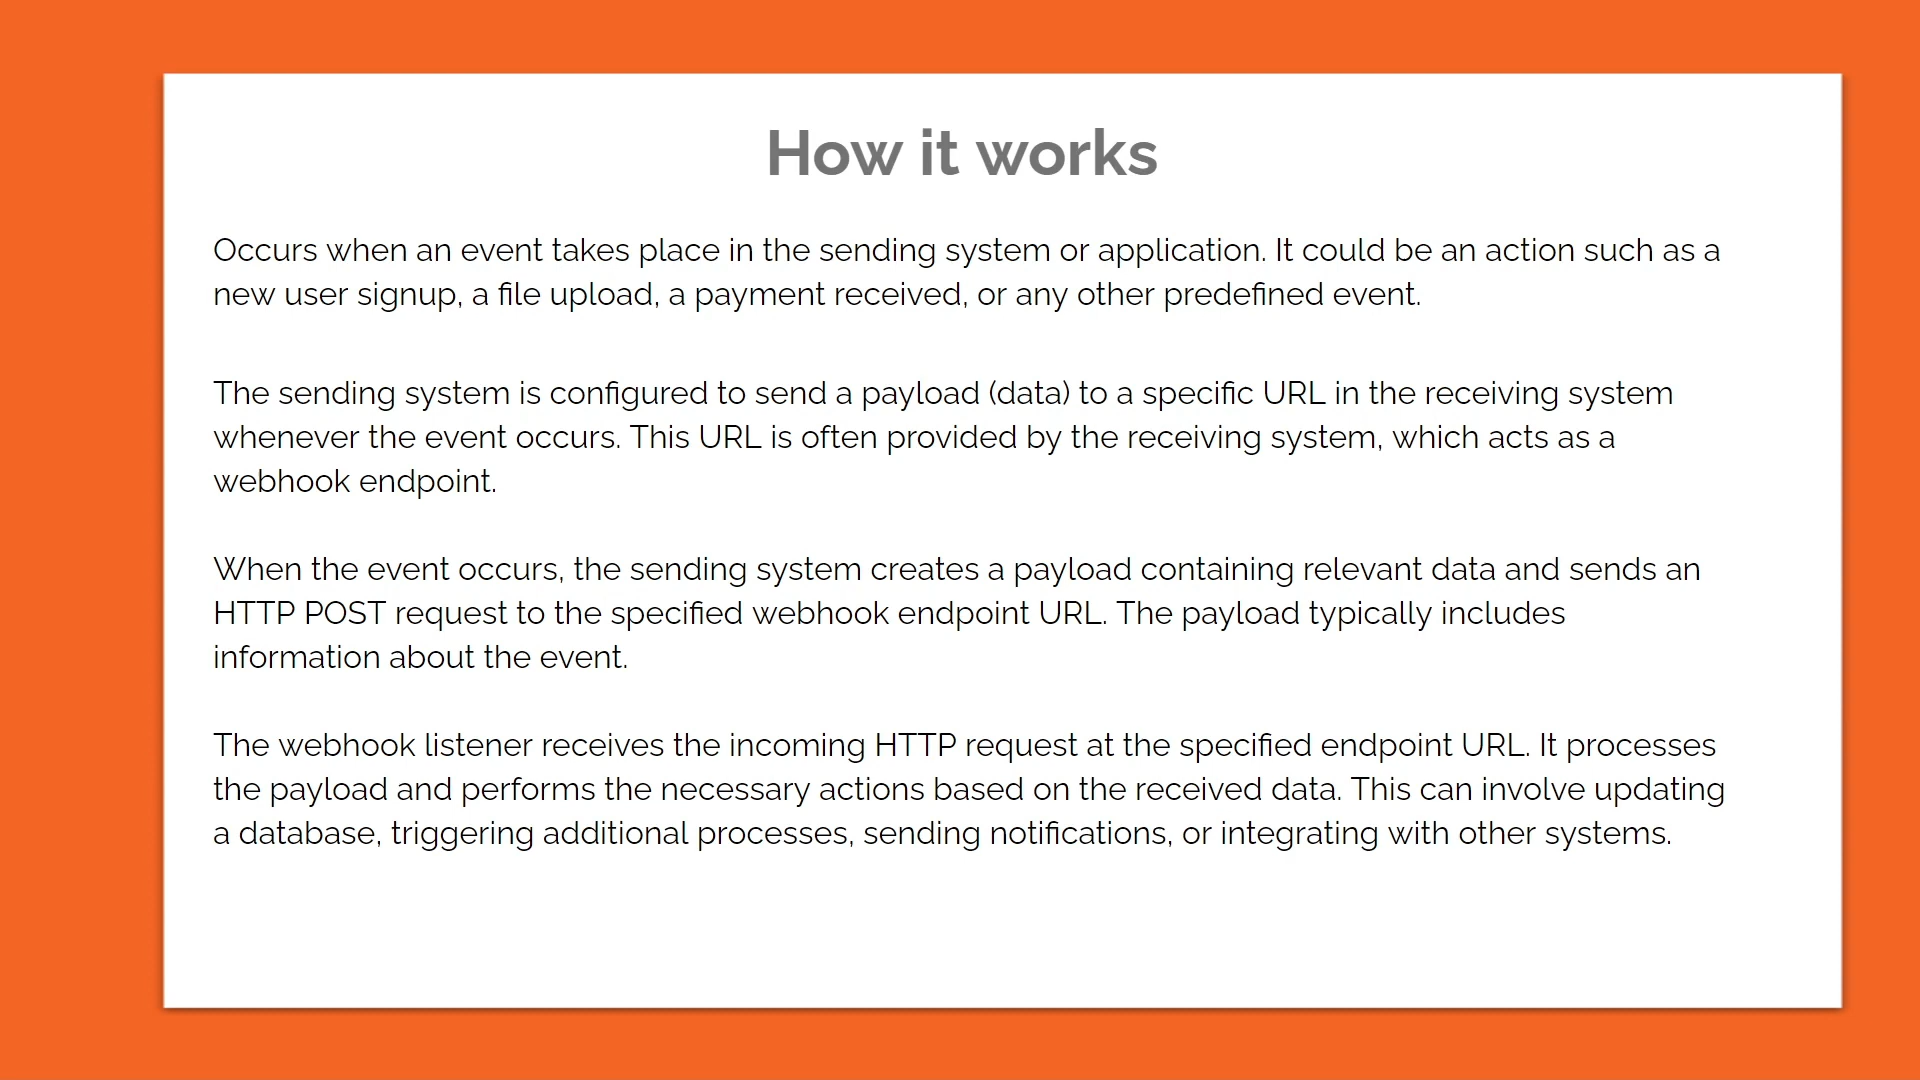 How it works
Occurs when an event takes place in the sending system or application. It could be an action such as a
new user signup, a file upload, a payment received, or any other predefined event.
The sending system is configured to send a payload (data) to a specific URL in the receiving system
whenever the event occurs. This URL is often provided by the receiving system, which acts as a
webhook endpoint.
When the event occurs, the sending system creates a payload containing relevant data and sends an
HTTP POST request to the specified webhook endpoint URL. The payload typically includes
information about the event.
The webhook listener receives the incoming HTTP request at the specified endpoint URL. It processes
the payload and performs the necessary actions based on the received data. This can involve updating
a database, triggering additional processes, sending notifications, or integrating with other systems.